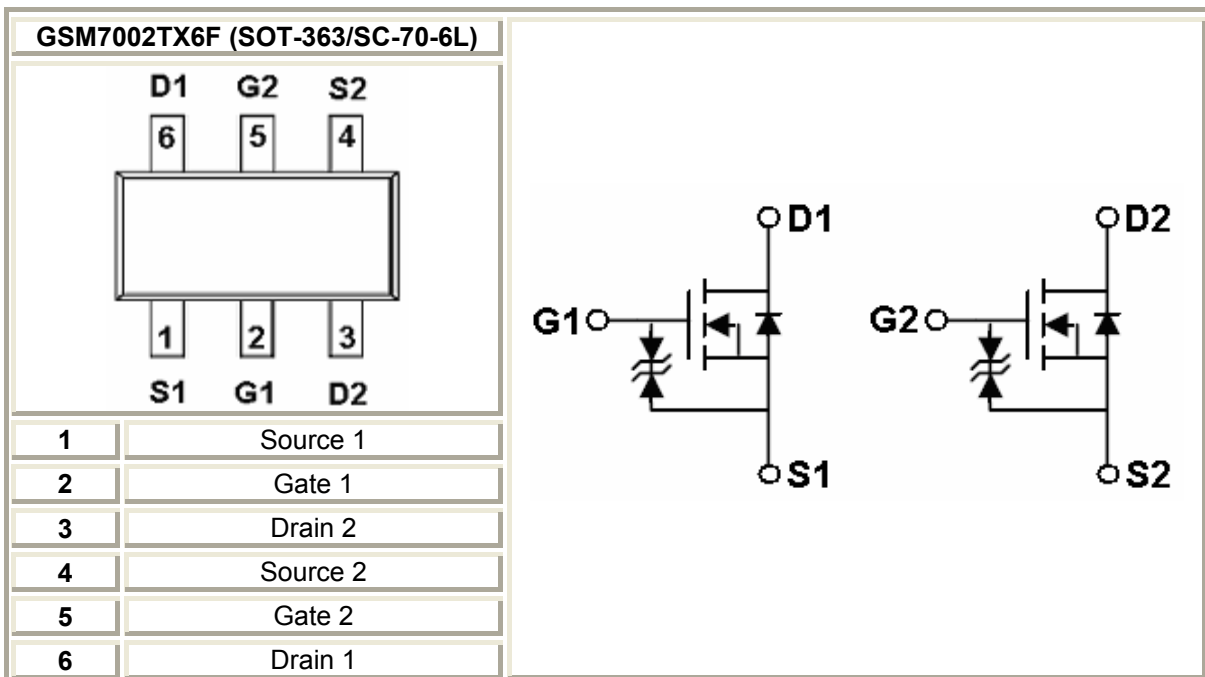 GSM7002TX6F (SOT-363/SC-70-6L)
D1 G2 S2
6 5 4
1 2 3
S1 G1 D2
1 Source 1
2 Gate 1
3 Drain 2
4 Source 2
5 Gate 2
6 Drain 1
D1 D2
G1 G2
S1 S2